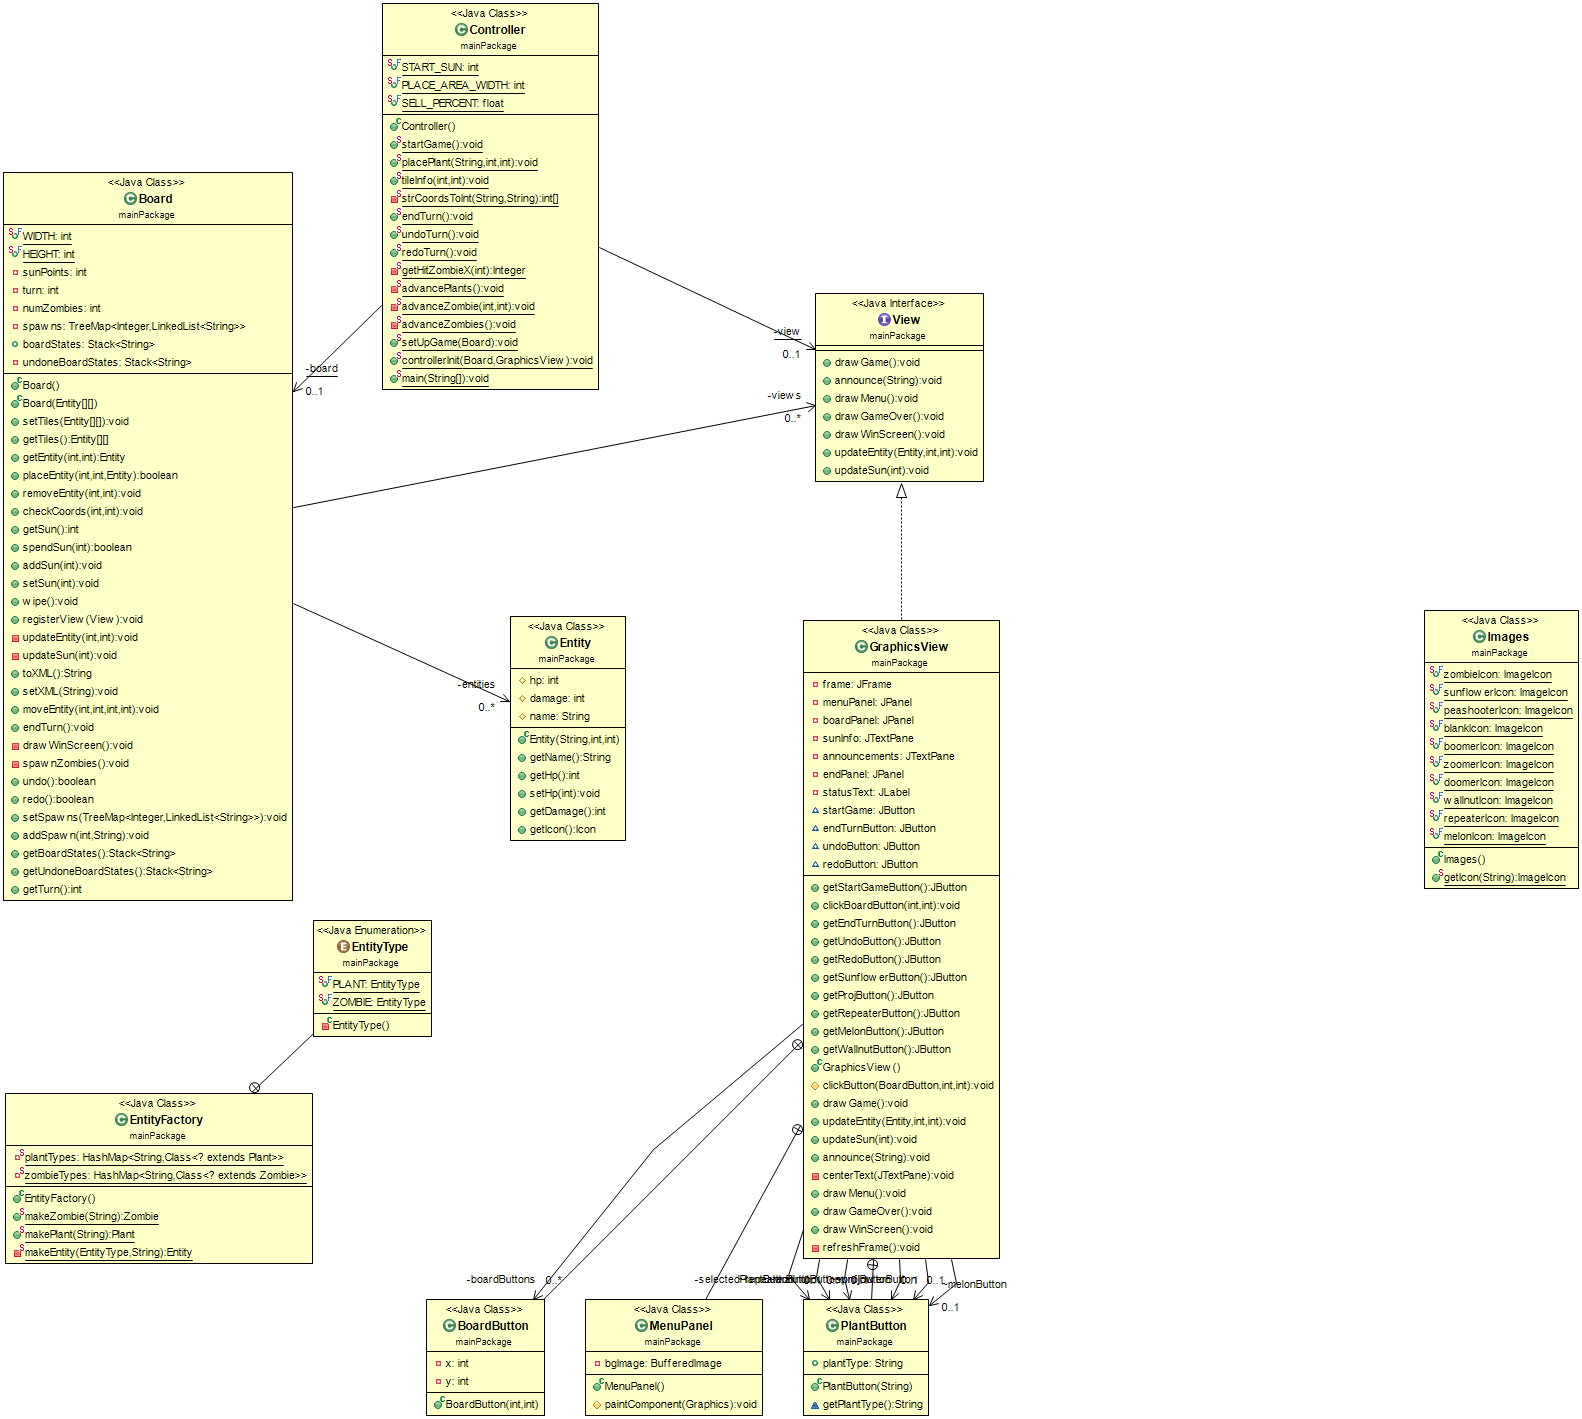 <<Java Class>>
Controller
mainPackage
START_SUN: int
PLACE_AREA_WIDTH: int
SELL_PERCENT: float
Controller()
startGame():void
placePlant(String,int,int):void
tileInfo(int,int):void
strCoordsToInt(String,String):int[]
endTurn():void
undoTurn():void
redoTurn():void
getHitZombieX(int):Integer
advancePlants():void
advanceZombie(int,int):void
advanceZombies():void
setUpGame(Board):void
controllerInit(Board,GraphicsView):void
main(String[]):void
<<Java Class>>
Board
mainPackage
WIDTH: int
HEIGHT: int
sunPoints: int
turn: int
numZombies: int
spawns: TreeMap<Integer,LinkedList<String>>
boardStates: Stack<String>
undoneBoardStates: Stack<String>
Board()
Board(Entity[][])
setTiles(Entity[][]):void
getTiles():Entity[][]
getEntity(int,int):Entity
placeEntity(int,int,Entity):boolean
removeEntity(int,int):void
checkCoords(int,int):void
getSun():int
spendSun(int):boolean
addSun(int):void
setSun(int):void
wipe():void
registerView(View):void
updateEntity(int,int):void
updateSun(int):void
toXML():String
setXML(String):void
moveEntity(int,int,int,int):void
endTurn():void
drawWinScreen():void
spawnZombies():void
undo():boolean
redo():boolean
setSpawns(TreeMap<Integer,LinkedList<String>>):void
addSpawn(int,String):void
getBoardStates():Stack<String>
getUndoneBoardStates():Stack<String>
getTurn():int
-board
0..1
-view
0..1
-views
0..*
<<Java Interface>>
View
mainPackage
drawGame():void
announce(String):void
drawMenu():void
drawGameOver():void
drawWinScreen():void
updateEntity(Entity,int,int):void
updateSun(int):void
-entities
0..*
<<Java Class>>
Entity
mainPackage
hp: int
damage: int
name: String
Entity(String,int,int)
getName():String
getHp():int
setHp(int):void
getDamage():int
getIcon():Icon
<<Java Class>>
GraphicsView
mainPackage
frame: JFrame
menuPanel: JPanel
boardPanel: JPanel
sunInfo: JTextPane
announcements: JTextPane
endPanel: JPanel
statusText: JLabel
startGame: JButton
endTurnButton: JButton
undoButton: JButton
redoButton: JButton
getStartGameButton():JButton
clickBoardButton(int,int):void
getEndTurnButton():JButton
getUndoButton():JButton
getRedoButton():JButton
getSunflowerButton():JButton
getProjButton():JButton
getRepeaterButton():JButton
getMelonButton():JButton
getWallnutButton():JButton
GraphicsView()
clickButton(BoardButton,int,int):void
drawGame():void
updateEntity(Entity,int,int):void
updateSun(int):void
announce(String):void
centerText(JTextPane):void
drawMenu():void
drawGameOver():void
drawWinScreen():void
refreshFrame():void
<<Java Class>>
Images
mainPackage
zombieIcon: ImageIcon
sunflowerIcon: ImageIcon
peashooterIcon: ImageIcon
blankIcon: ImageIcon
boomerIcon: ImageIcon
zoomerIcon: ImageIcon
doomerIcon: ImageIcon
wallnutIcon: ImageIcon
repeaterIcon: ImageIcon
melonIcon: ImageIcon
Images()
getIcon(String):ImageIcon
<<Java Enumeration>>
EntityType
mainPackage
PLANT: EntityType
ZOMBIE: EntityType
EntityType()
<<Java Class>>
EntityFactory
mainPackage
plantTypes: HashMap<String,Class<? extends Plant>>
zombieTypes: HashMap<String,Class<? extends Zombie>>
EntityFactory()
makeZombie(String):Zombie
makePlant(String):Plant
makeEntity(EntityType,String):Entity
-boardButtons
0..*
0..1
~melonButton
0..1
<<Java Class>>
BoardButton
mainPackage
x: int
y: int
BoardButton(int,int)
<<Java Class>>
MenuPanel
mainPackage
bgImage: BufferedImage
MenuPanel()
paintComponent(Graphics):void
<<Java Class>>
PlantButton
mainPackage
plantType: String
PlantButton(String)
getPlantType():String